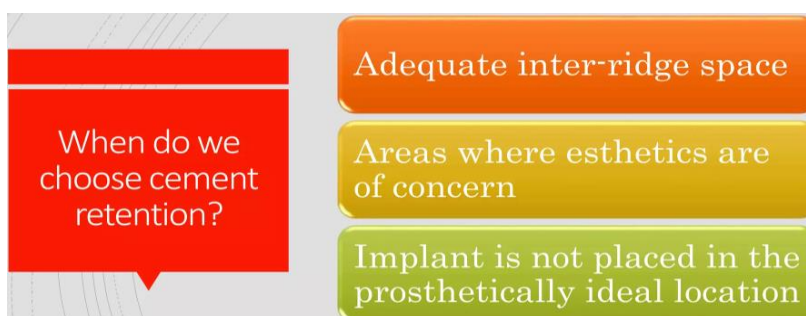 When do we
choose cement
retention?
Adequate inter-ridge space
Areas where esthetics are
of concern
Implant is not placed in the
prosthetically ideal location